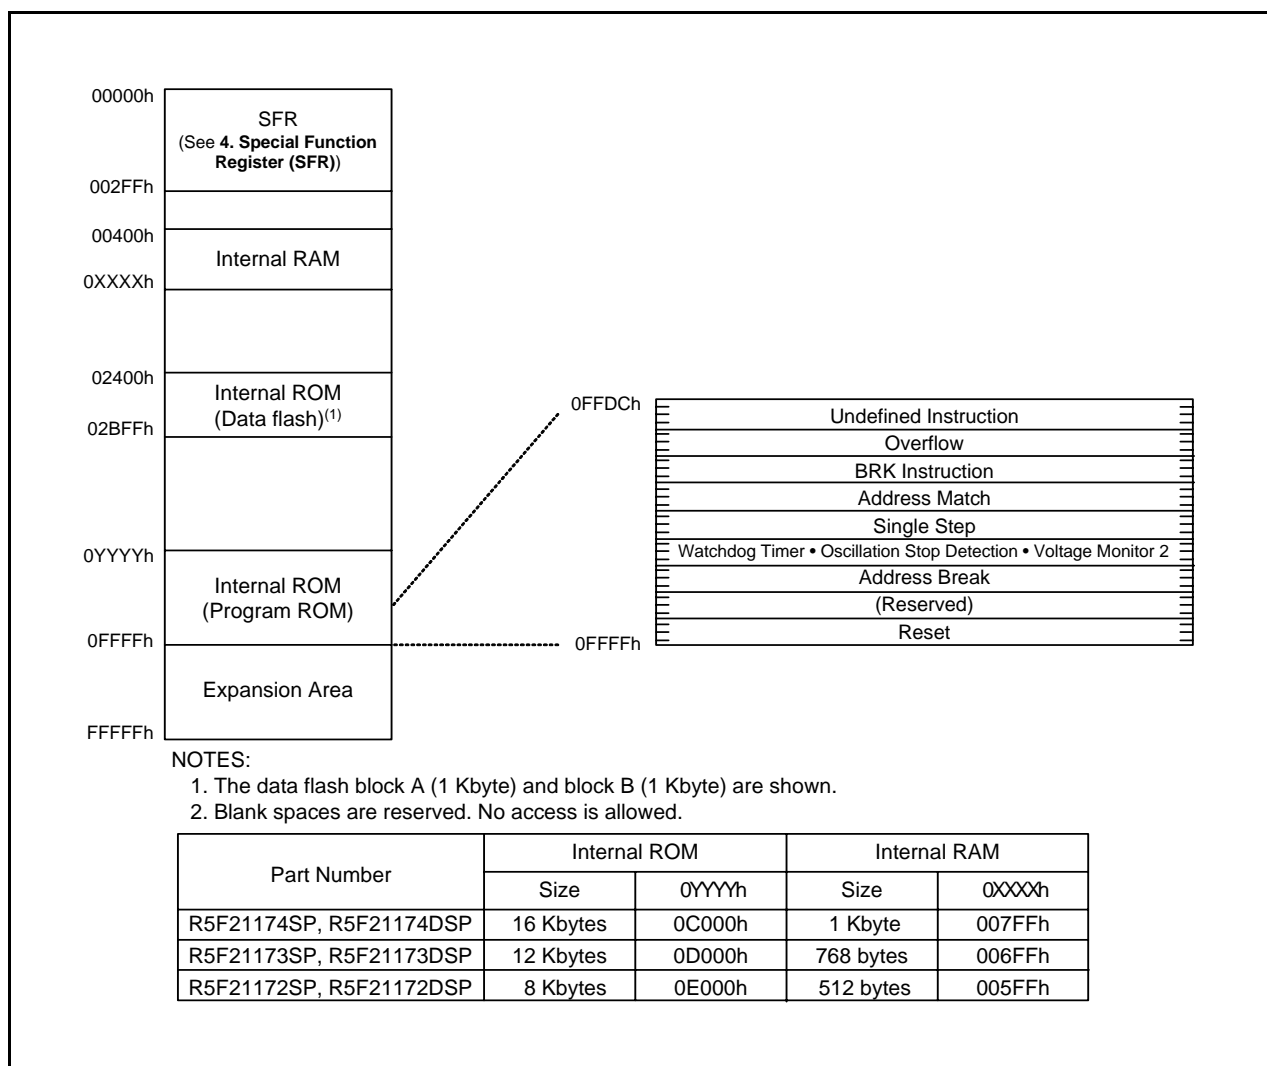 00000h
SFR
(See 4. Special Function
Register (SFR))
002FFh
00400h
Internal RAM
0XXXXh
02400h
Internal ROM
(Data flash)(1)
02BFFh
0YYYYh
Internal ROM
(Program ROM)
0FFFFh
Expansion Area
FFFFFh
0FFDCh
Undefined Instruction
Overflow
BRK Instruction
Address Match
Single Step
Watchdog Timer • Oscillation Stop Detection • Voltage Monitor 2
Address Break
(Reserved)
Reset
0FFFFh
NOTES:
1. The data flash block A (1 Kbyte) and block B (1 Kbyte) are shown.
2. Blank spaces are reserved. No access is allowed.
Part Number Internal ROM Internal RAM
Size 0YYYYh Size 0XXXXh
R5F21174SP, R5F21174DSP 16 Kbytes 0C000h 1 Kbyte 007FFh
R5F21173SP, R5F21173DSP 12 Kbytes 0D000h 768 bytes 006FFh
R5F21172SP, R5F21172DSP 8 Kbytes 0E000h 512 bytes 005FFh